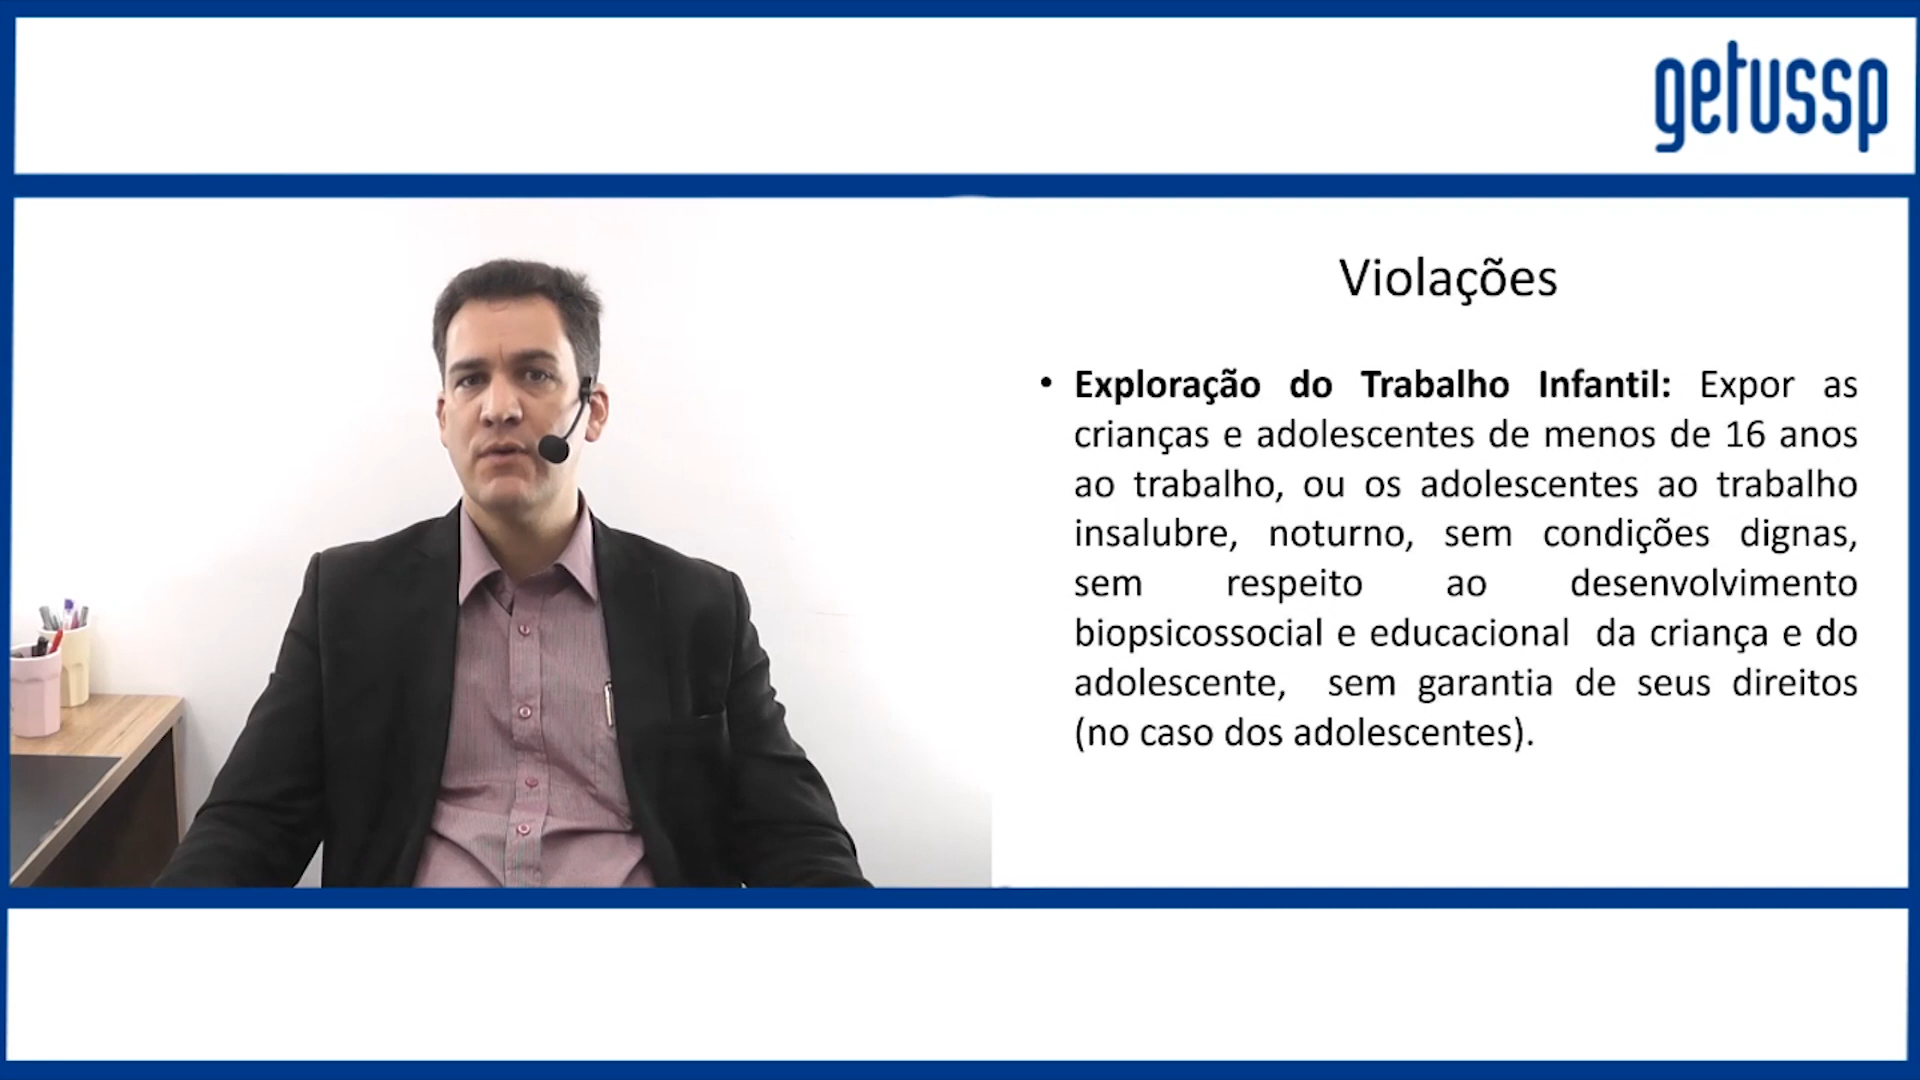 getussp
Violações
• Exploração do Trabalho Infantil: Expor as
crianças e adolescentes de menos de 16 anos
ao trabalho, ou os adolescentes ao trabalho
insalubre, noturno, sem condições dignas,
sem respeito ao desenvolvimento
biopsicossocial e educacional da criança e do
adolescente, sem garantia de seus direitos
(no caso dos adolescentes).